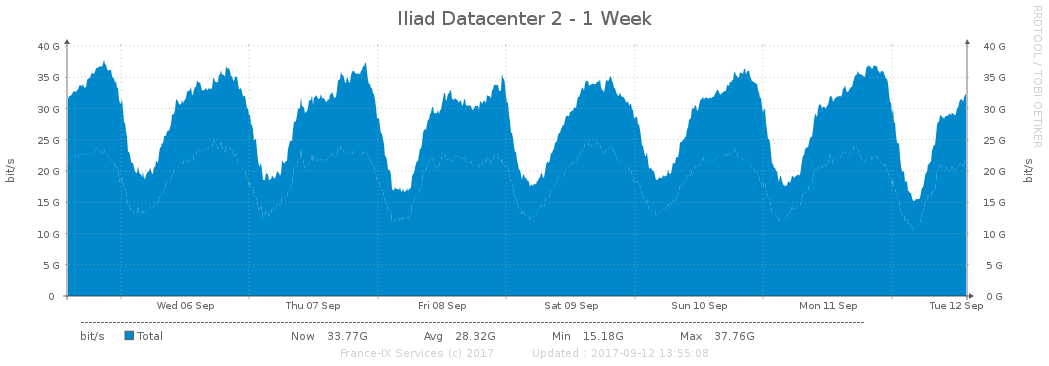 Iliad Datacenter 2 - 1 Week
RRDTOOL / TOBI OETIKER
40 G 40 G
35 G 35 G
30 G 30 G
25 G 25 G
20 G 20 G
15 G 15 G
10 G 10 G
5 G 5 G
0 0 G
bit/s bit/s
Wed 06 Sep Thu 07 Sep Fri 08 Sep Sat 09 Sep Sun 10 Sep Mon 11 Sep Tue 12 Sep
bit/s Total Now 33.77G Avg 28.32G Min 15.18G Max 37.76G
France-IX Services (c) 2017 Updated : 2017-09-12 13:55:08